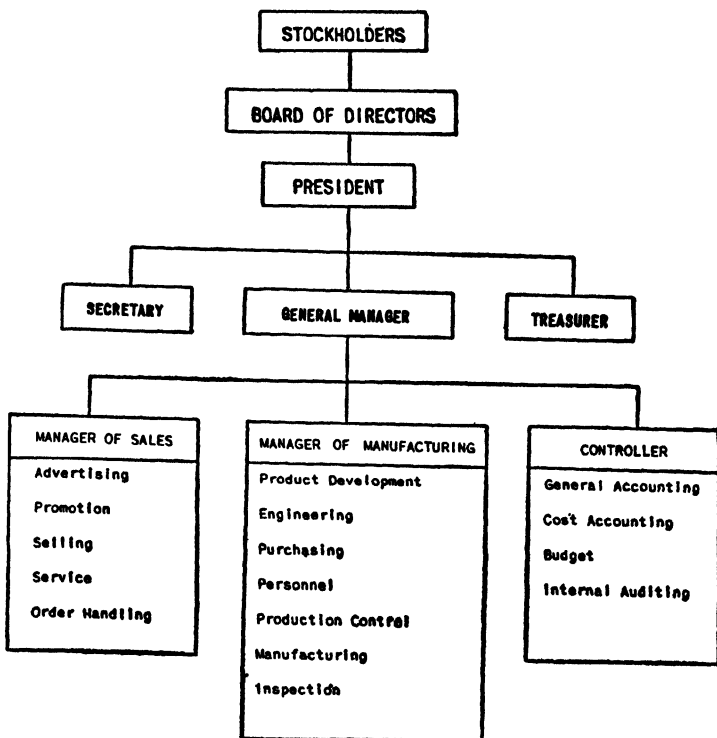 STOCKHOLDERS
BOARD OF DIRECTORS
PRESIDENT
SECRETARY
GENERAL MANAGER
TREASURER
MANAGER OF SALES
Advertising
Promotion
Selling
Service
Order Handling
MANAGER OF MANUFACTURING
Product Development
Engineering
Purchasing
Personnel
Production Control
Manufacturing
Inspection
CONTROLLER
General Accounting
Cost Accounting
Budget
Internal Auditing